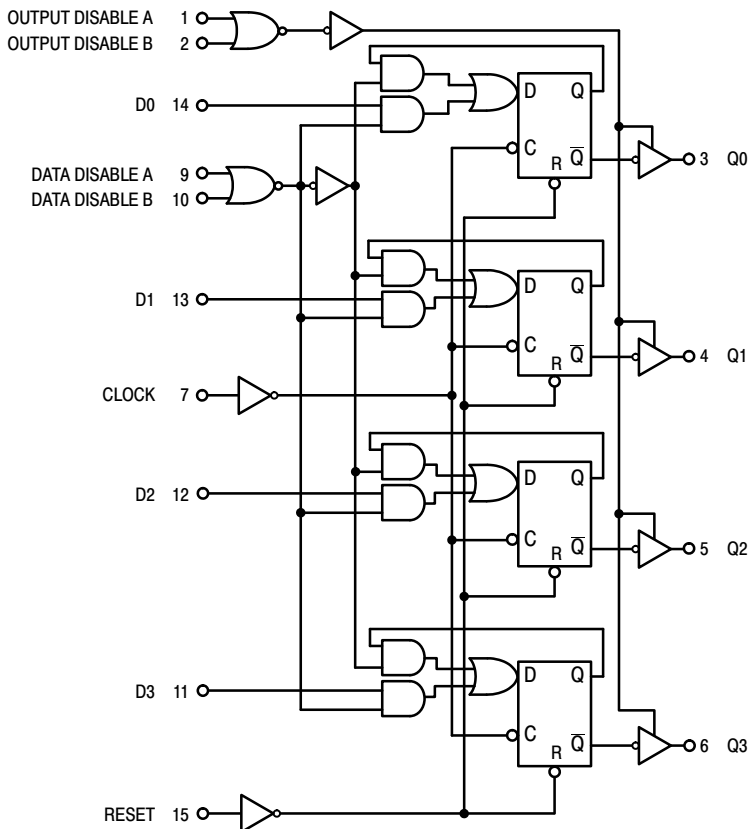 OUTPUT DISABLE A 1
OUTPUT DISABLE B 2
D Q
D0 14
C Q̅ 3 Q0
R
DATA DISABLE A 9
DATA DISABLE B 10
D Q
D1 13
C Q̅ 4 Q1
R
CLOCK 7
D Q
D2 12
C Q̅ 5 Q2
R
D Q
D3 11
C Q̅ 6 Q3
R
RESET 15